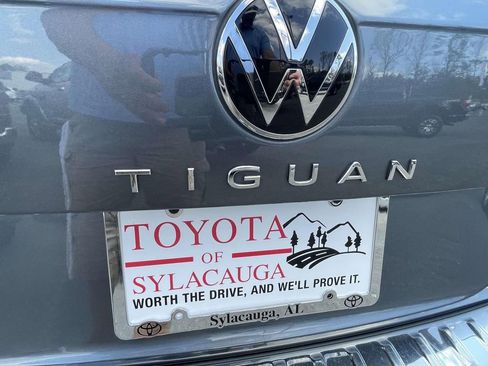 TIGUAN
TOYOTA
OF
SYLACAUGA
WORTH THE DRIVE, AND WE'LL PROVE IT.
Sylacauga, AL